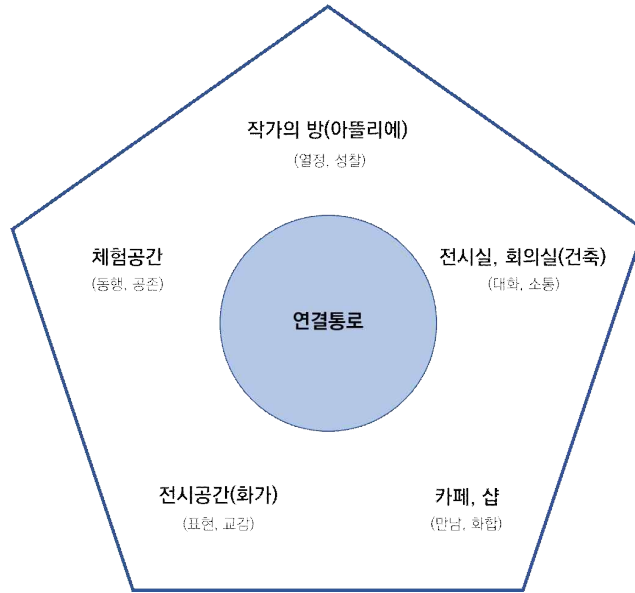 작가의 방(아뜰리에)
(열정, 성찰)
체험공간
(동행, 공존)
전시실, 회의실(건축)
(대화, 소통)
연결통로
전시공간(화가)
(표현, 교감)
카페, 샵
(만남, 화합)